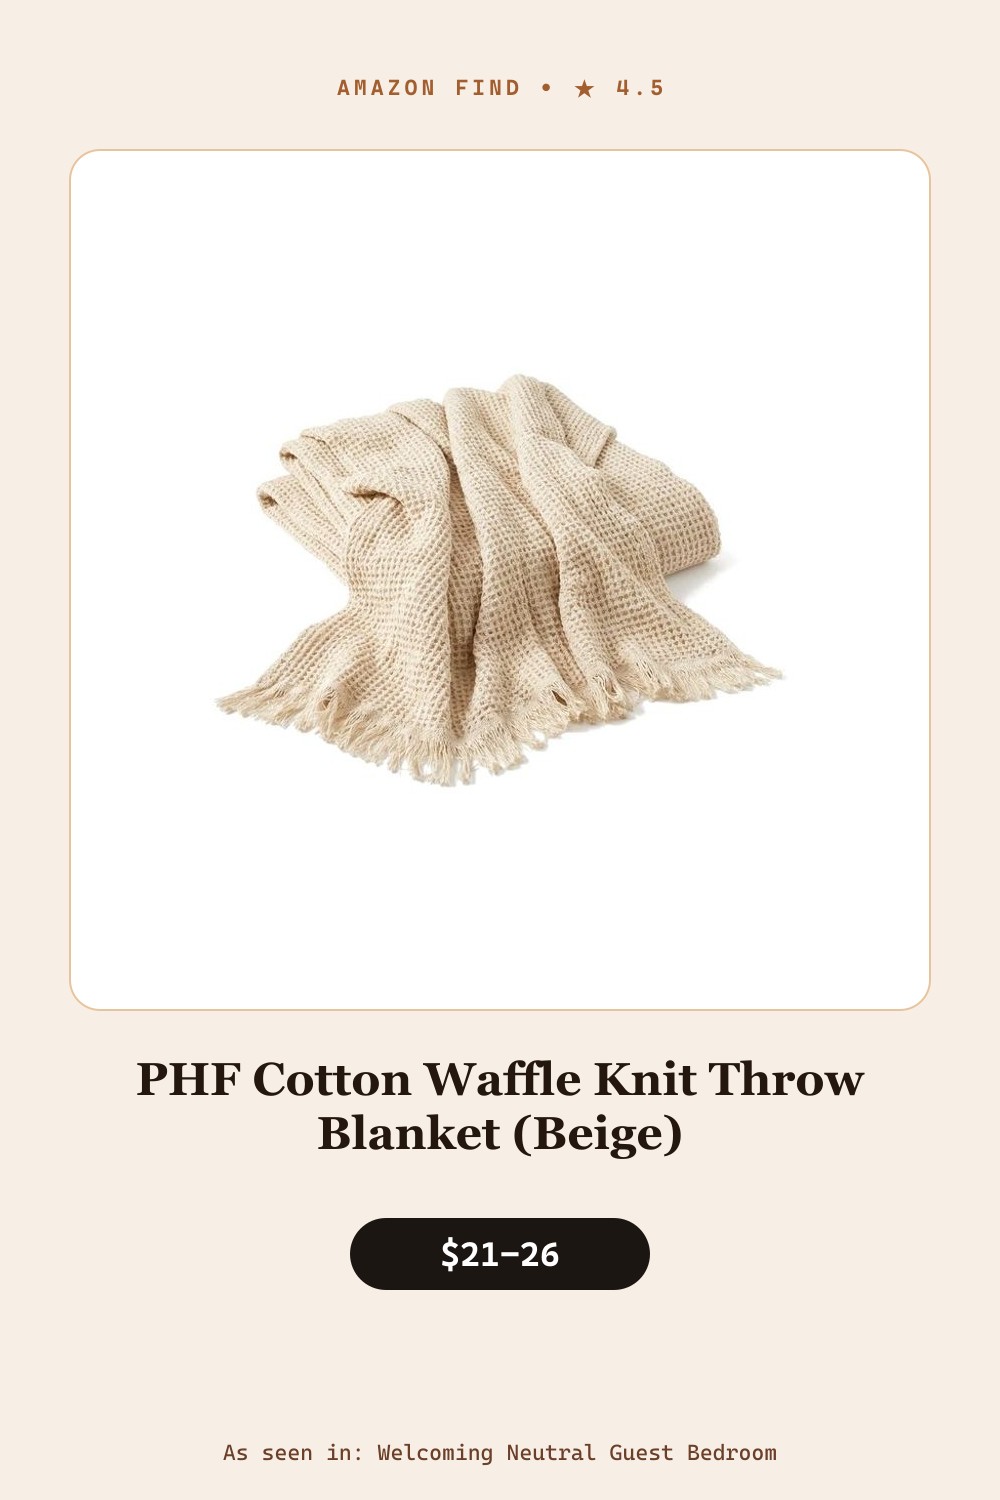 AMAZON FIND • ★ 4.5
PHF Cotton Waffle Knit Throw
Blanket (Beige)
$21–26
As seen in: Welcoming Neutral Guest Bedroom